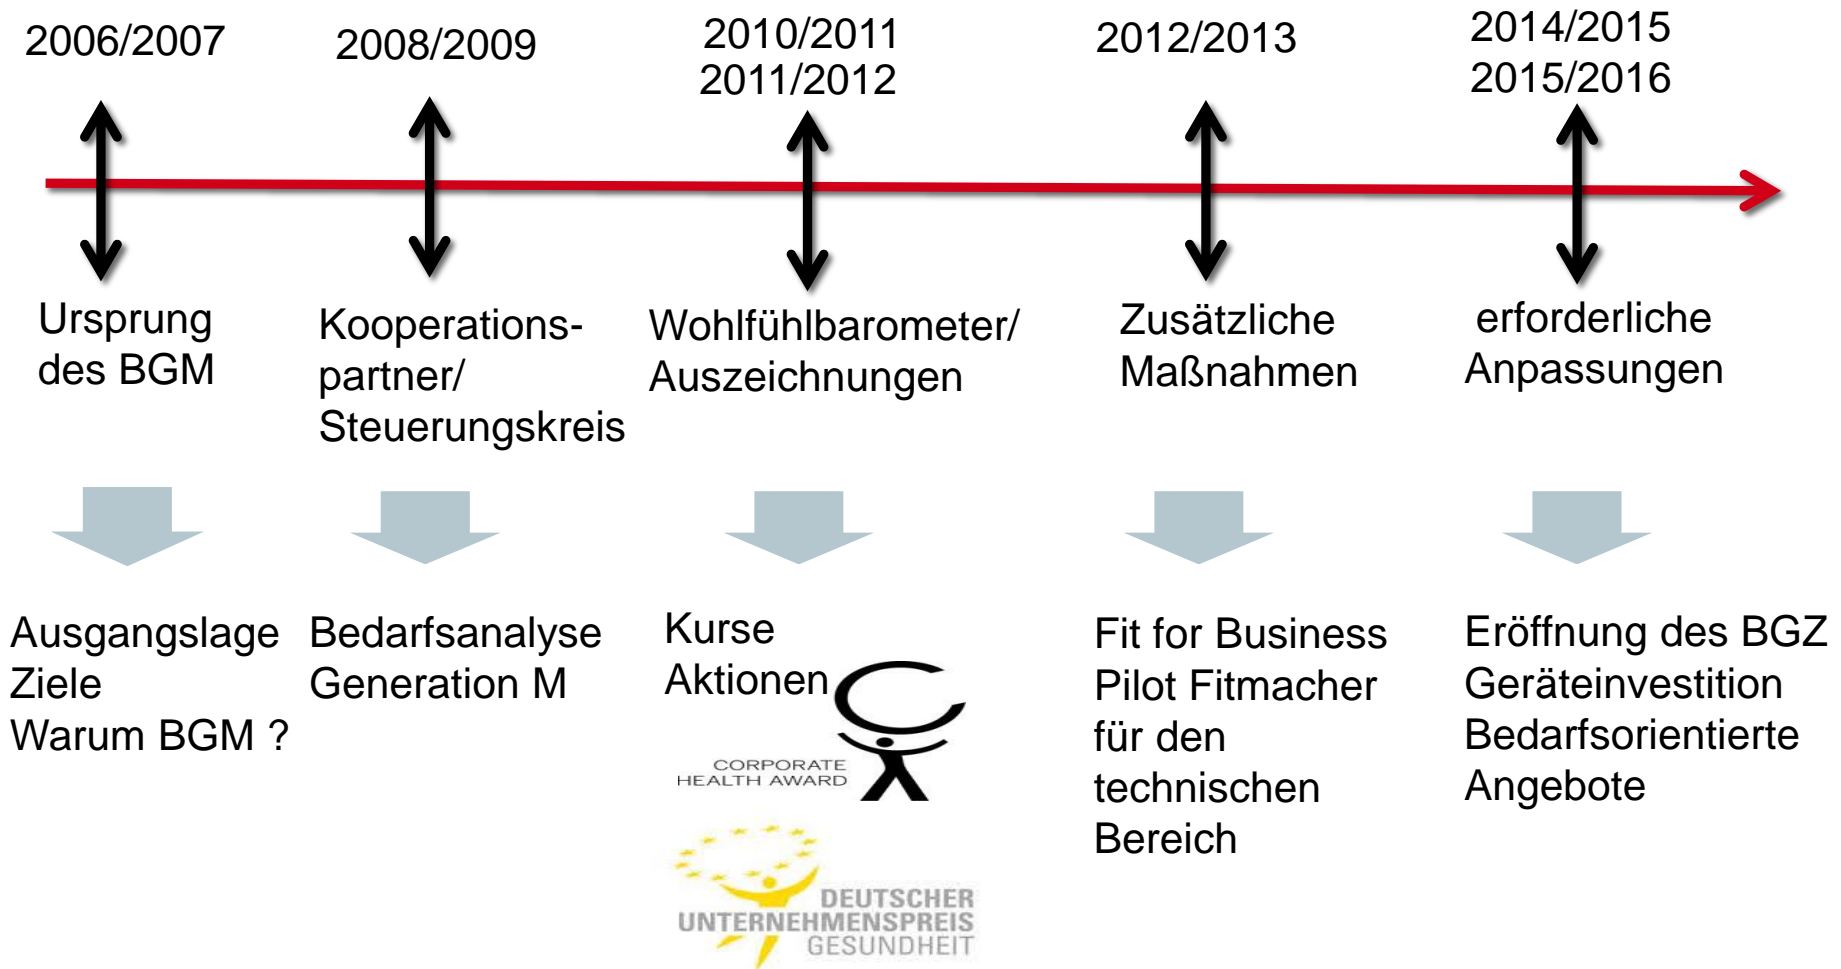 2006/2007
2008/2009
2010/2011
2011/2012
2012/2013
2014/2015
2015/2016
Ursprung
des BGM
Kooperations-
partner/
Steuerungskreis
Wohlfühlbarometer/
Auszeichnungen
Zusätzliche
Maßnahmen
erforderliche
Anpassungen
Ausgangslage
Ziele
Warum BGM ?
Bedarfsanalyse
Generation M
Kurse
Aktionen
CORPORATE
HEALTH AWARD
DEUTSCHER
UNTERNEHMENSPREIS
GESUNDHEIT
Fit for Business
Pilot Fitmacher
für den
technischen
Bereich
Eröffnung des BGZ
Geräteinvestition
Bedarfsorientierte
Angebote